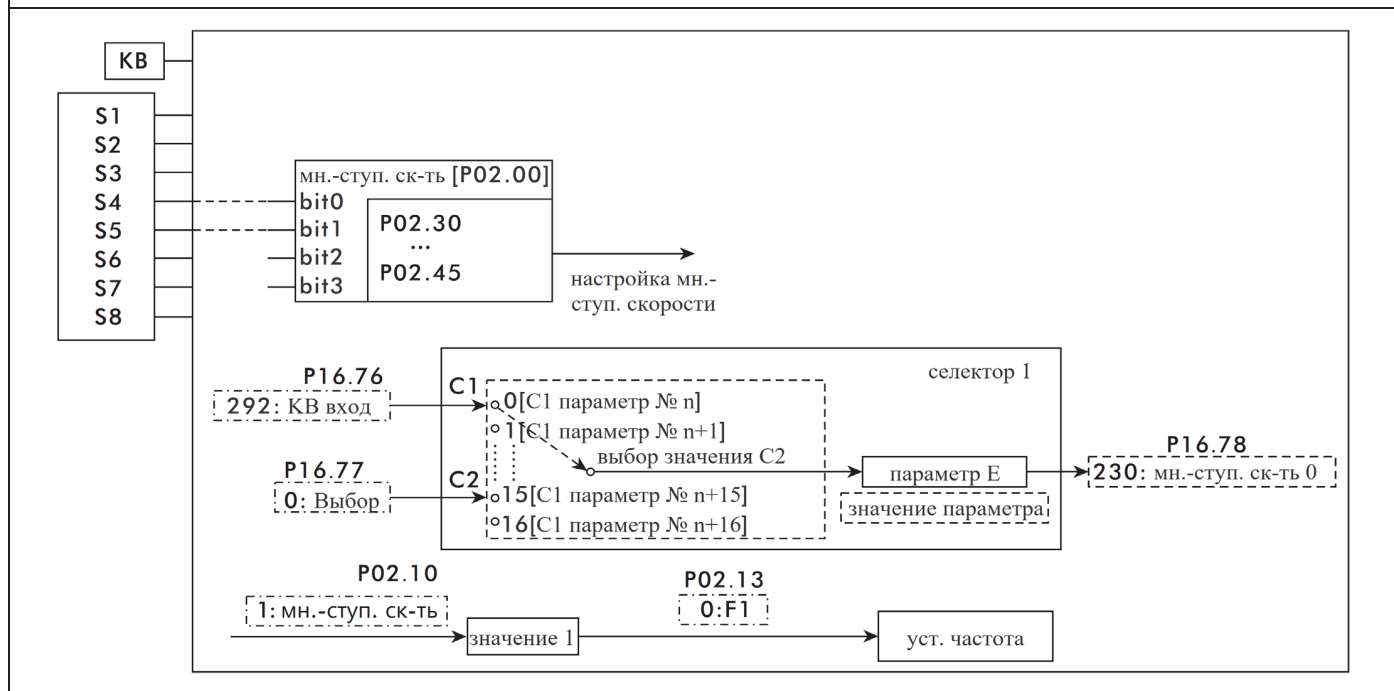 КВ
S1
S2
S3
S4
S5
S6
S7
S8
мн.-ступ. ск-ть [P02.00]
bit0
bit1
bit2
bit3
P02.30
...
P02.45
настройка мн.-
ступ. скорости
P16.76
292: КВ вход
P16.77
0: Выбор
селектор 1
C1
0[C1 параметр № n]
1[C1 параметр № n+1]
выбор значения C2
C2
15[C1 параметр № n+15]
16[C1 параметр № n+16]
параметр E
значение параметра
P16.78
230: мн.-ступ. ск-ть 0
P02.10
1: мн.-ступ. ск-ть
значение 1
P02.13
0:F1
уст. частота